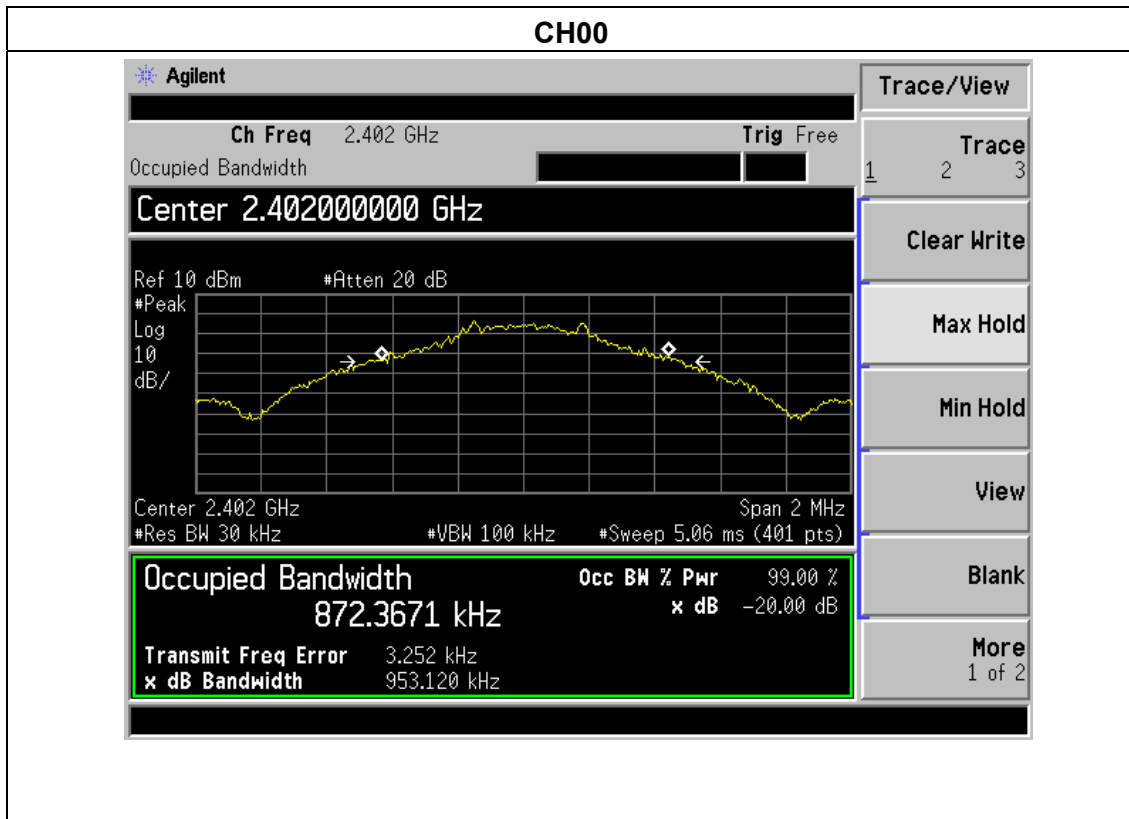 CH00
Agilent
Trace/View
Ch Freq 2.402 GHz Trig Free
Occupied Bandwidth
Trace
1 2 3
Center 2.402000000 GHz
Clear Write
Ref 10 dBm #Atten 20 dB
#Peak
Log
10
dB/
Max Hold
Min Hold
View
Center 2.402 GHz Span 2 MHz
#Res BW 30 kHz #VBW 100 kHz #Sweep 5.06 ms (401 pts)
Occupied Bandwidth Occ BW % Pwr 99.00 %
872.3671 kHz x dB -20.00 dB
Blank
Transmit Freq Error 3.252 kHz
x dB Bandwidth 953.120 kHz
More
1 of 2